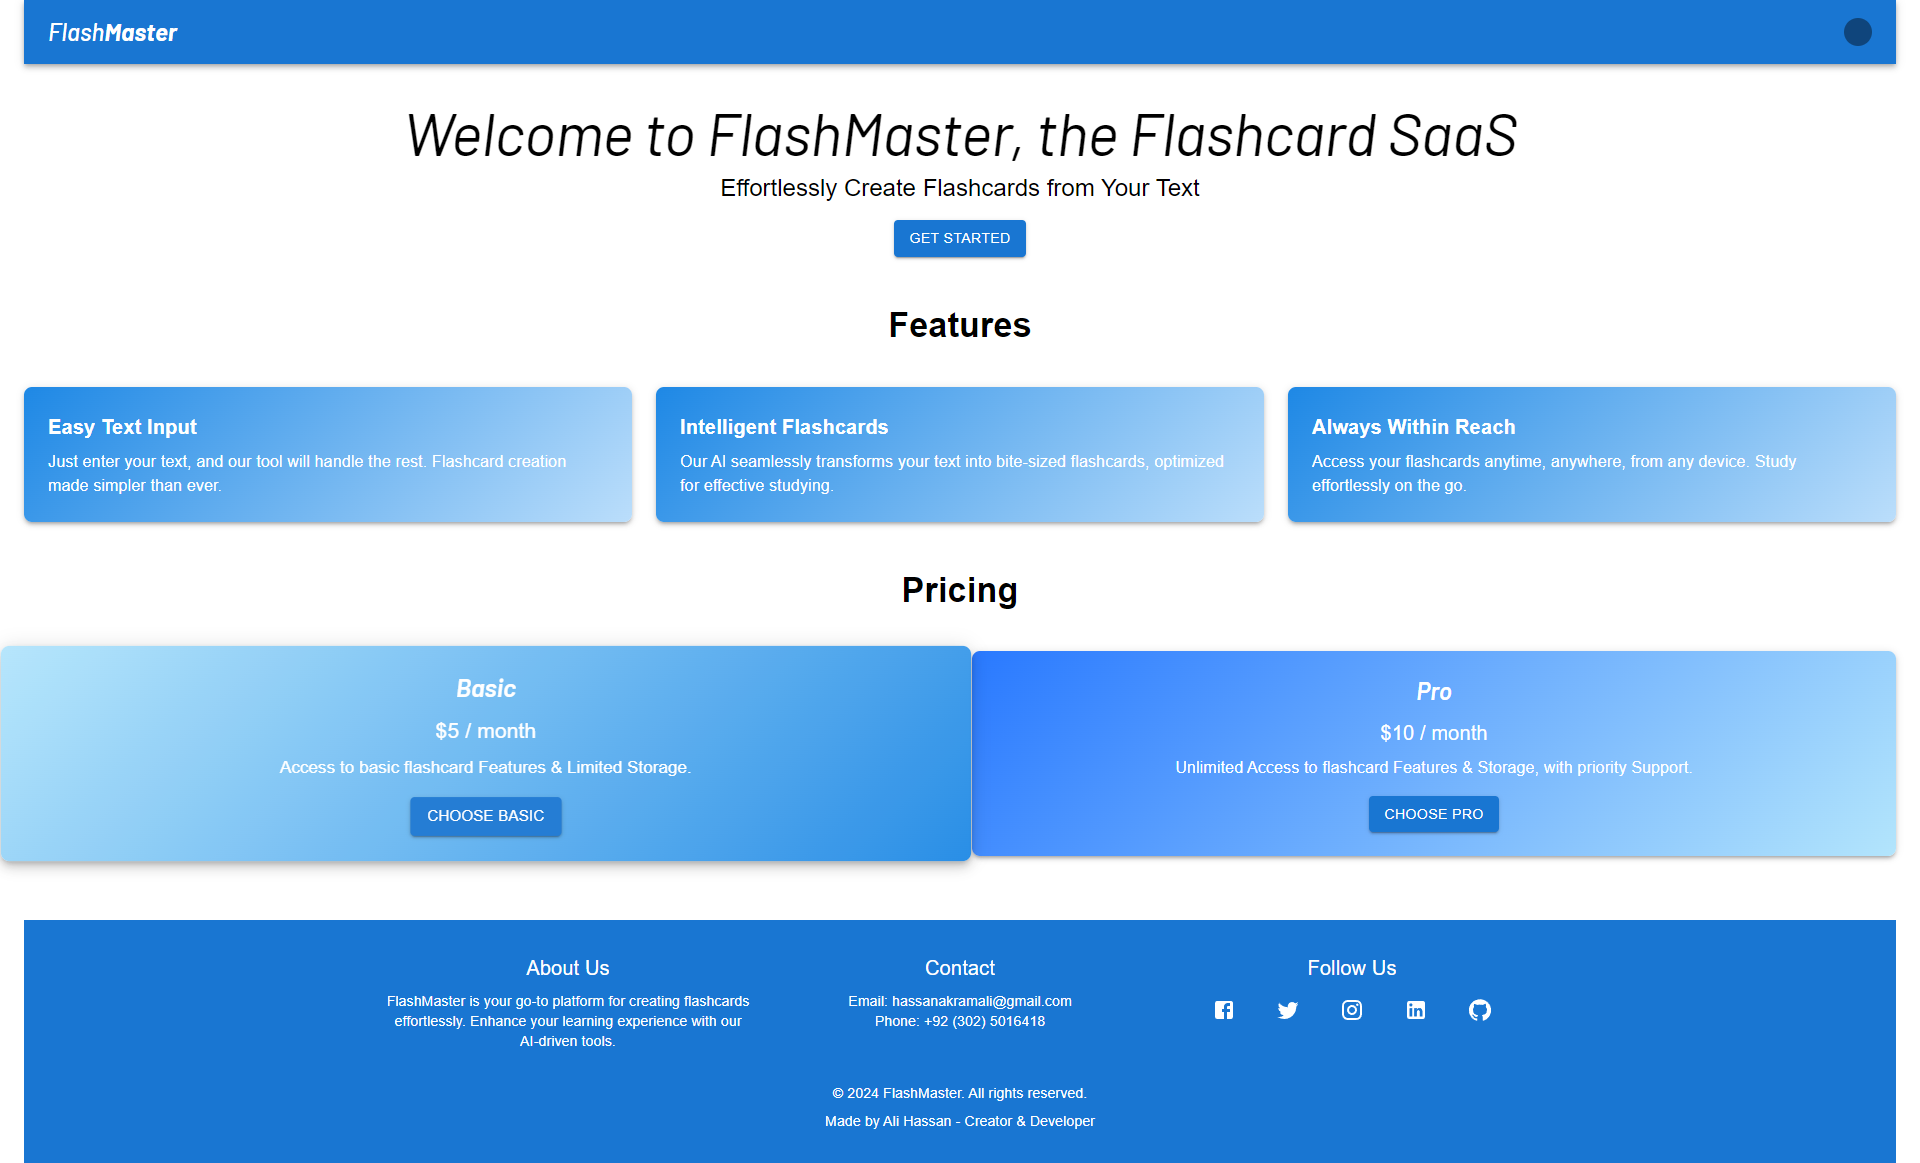 FlashMaster
Welcome to FlashMaster, the Flashcard SaaS
Effortlessly Create Flashcards from Your Text
GET STARTED
Features
Easy Text Input
Just enter your text, and our tool will handle the rest. Flashcard creation
made simpler than ever.
Intelligent Flashcards
Our AI seamlessly transforms your text into bite-sized flashcards, optimized
for effective studying.
Always Within Reach
Access your flashcards anytime, anywhere, from any device. Study
effortlessly on the go.
Pricing
Basic
$5 / month
Access to basic flashcard Features & Limited Storage.
CHOOSE BASIC
Pro
$10 / month
Unlimited Access to flashcard Features & Storage, with priority Support.
CHOOSE PRO
About Us
FlashMaster is your go-to platform for creating flashcards
effortlessly. Enhance your learning experience with our
AI-driven tools.
Contact
Email: hassanakramali@gmail.com
Phone: +92 (302) 5016418
Follow Us
© 2024 FlashMaster. All rights reserved.
Made by Ali Hassan - Creator & Developer